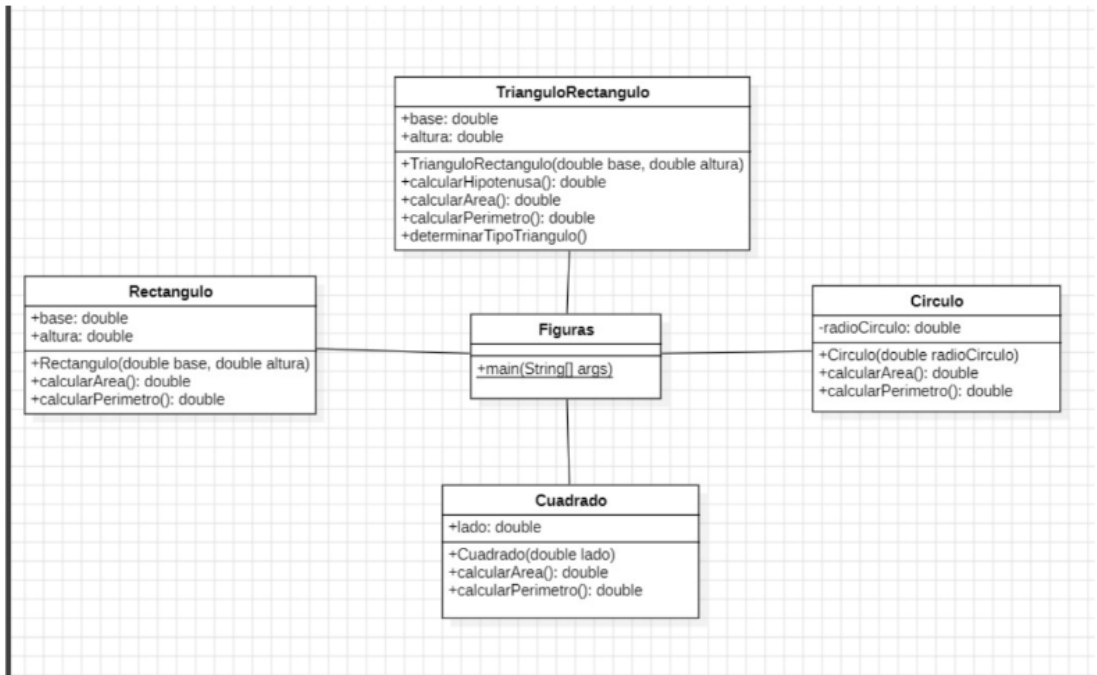 TrianguloRectangulo
+base: double
+altura: double
+TrianguloRectangulo(double base, double altura)
+calcularHipotenusa(): double
+calcularArea(): double
+calcularPerimetro(): double
+determinarTipoTriangulo()
Rectangulo
+base: double
+altura: double
+Rectangulo(double base, double altura)
+calcularArea(): double
+calcularPerimetro(): double
Figuras
+main(String[] args)
Circulo
-radioCirculo: double
+Circulo(double radioCirculo)
+calcularArea(): double
+calcularPerimetro(): double
Cuadrado
+lado: double
+Cuadrado(double lado)
+calcularArea(): double
+calcularPerimetro(): double